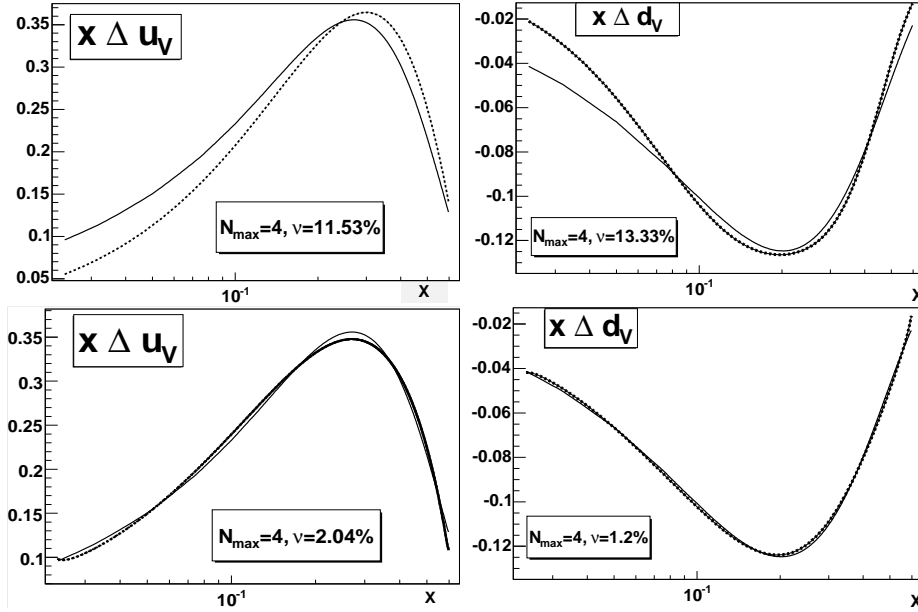 x Δ u_V
0.35
0.3
0.25
0.2
0.15
0.1
0.05
N_max=4, ν=11.53%
10^-1
X
x Δ d_V
-0.02
-0.04
-0.06
-0.08
-0.1
-0.12
N_max=4, ν=13.33%
10^-1
X
x Δ u_V
0.35
0.3
0.25
0.2
0.15
0.1
N_max=4, ν=2.04%
10^-1
X
x Δ d_V
-0.02
-0.04
-0.06
-0.08
-0.1
-0.12
N_max=4, ν=1.2%
10^-1
X